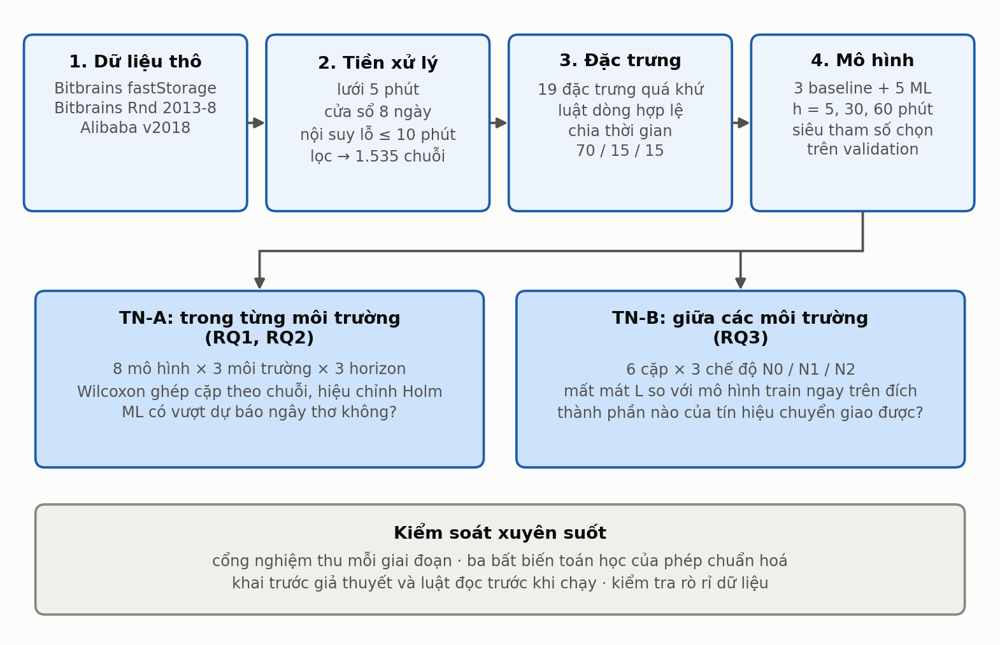 1. Dữ liệu thô
Bitbrains fastStorage
Bitbrains Rnd 2013-8
Alibaba v2018
2. Tiền xử lý
lưới 5 phút
cửa sổ 8 ngày
nội suy lỗ ≤ 10 phút
lọc → 1.535 chuỗi
3. Đặc trưng
19 đặc trưng quá khứ
luật dòng hợp lệ
chia thời gian
70 / 15 / 15
4. Mô hình
3 baseline + 5 ML
h = 5, 30, 60 phút
siêu tham số chọn
trên validation
TN-A: trong từng môi trường
(RQ1, RQ2)
8 mô hình × 3 môi trường × 3 horizon
Wilcoxon ghép cặp theo chuỗi, hiệu chỉnh Holm
ML có vượt dự báo ngây thơ không?
TN-B: giữa các môi trường
(RQ3)
6 cặp × 3 chế độ N0 / N1 / N2
mất mát L so với mô hình train ngay trên đích
thành phần nào của tín hiệu chuyển giao được?
Kiểm soát xuyên suốt
cổng nghiệm thu mỗi giai đoạn · ba bất biến toán học của phép chuẩn hoá
khai trước giả thuyết và luật đọc trước khi chạy · kiểm tra rò rỉ dữ liệu